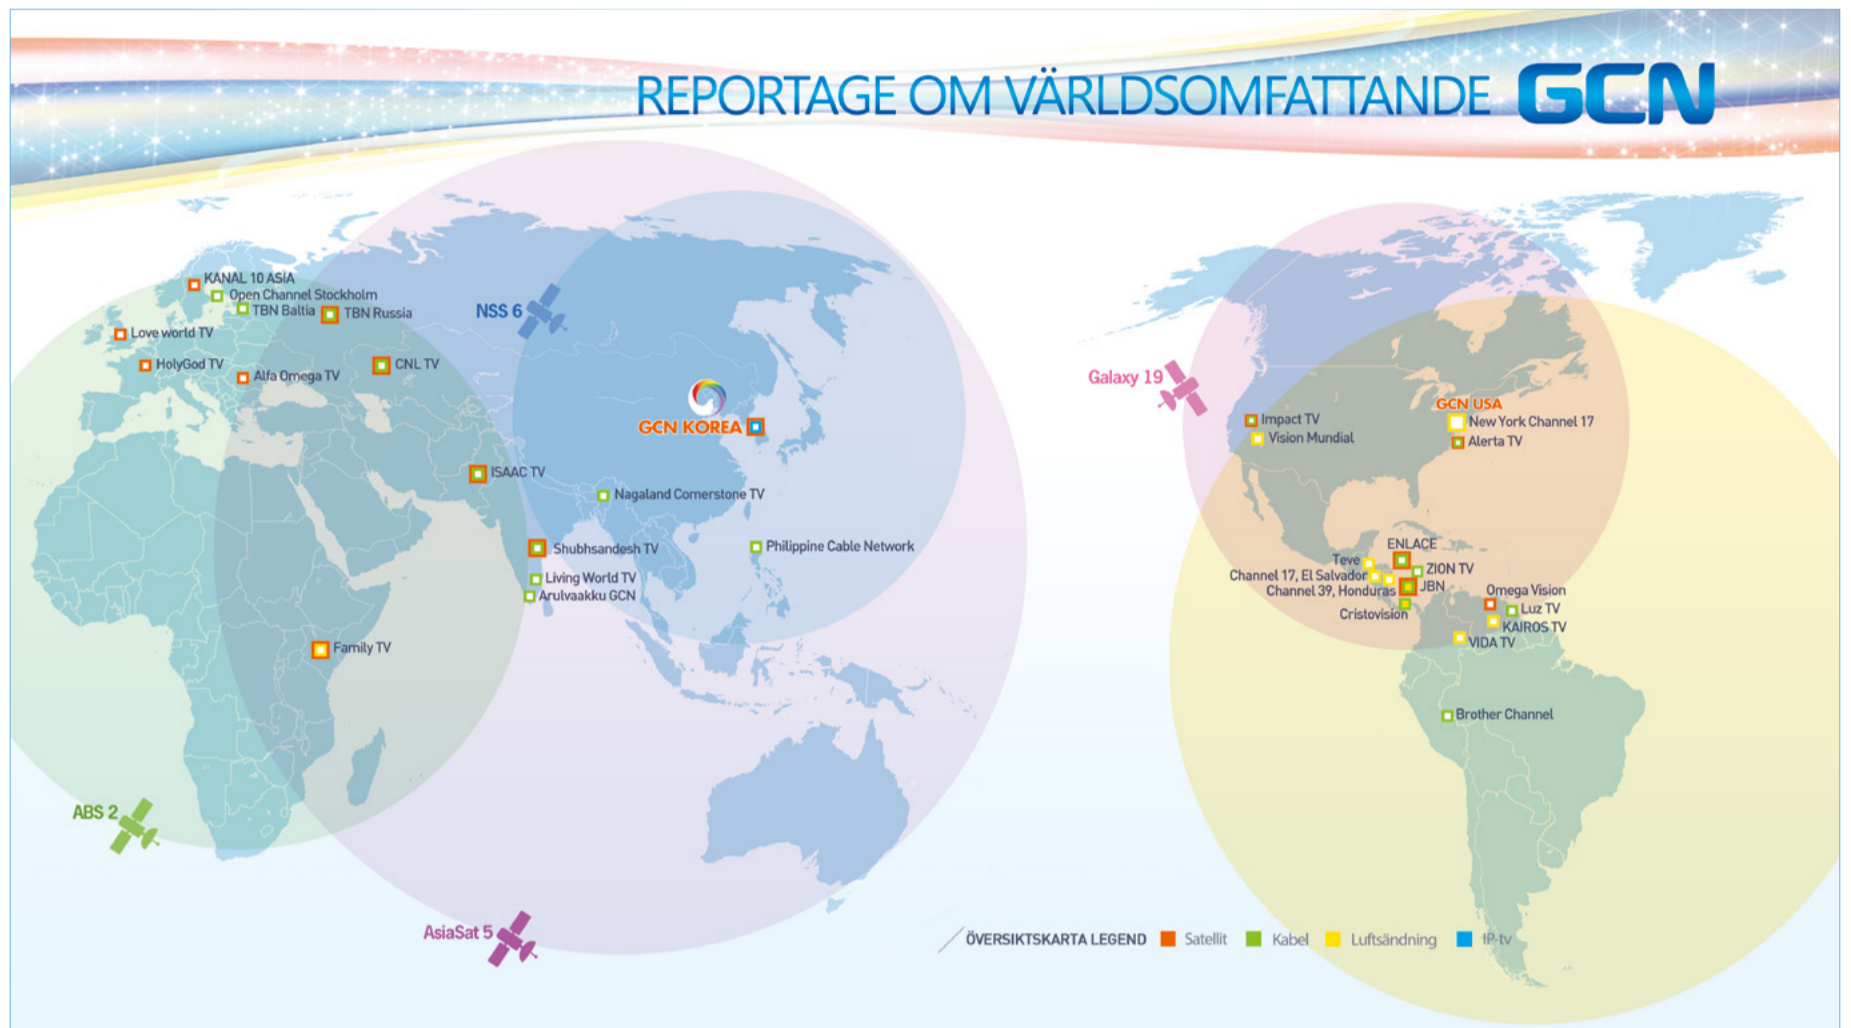 REPORTAGE OM VÄRLDSOMFATTANDE GCN
KANAL 10 ASiA
Open Channel Stockholm
TBN Baltia
TBN Russia
Love world TV
HolyGod TV
Alfa Omega TV
CNL TV
NSS 6
GCN KOREA
ISAAC TV
Nagaland Cornerstone TV
Shubhsandesh TV
Philippine Cable Network
Living World TV
Arulvaakku GCN
Family TV
ABS 2
AsiaSat 5
Galaxy 19
GCN USA
Impact TV
New York Channel 17
Vision Mundial
Alerta TV
ENLACE
Teve
ZION TV
Channel 17, El Salvador
JBN
Channel 39, Honduras
Omega Vision
Cristovisión
Luz TV
KAIROS TV
VIDA TV
Brother Channel
ÖVERSIKTSKARTA LEGEND Satellit Kabel Luftsändning IP-tv